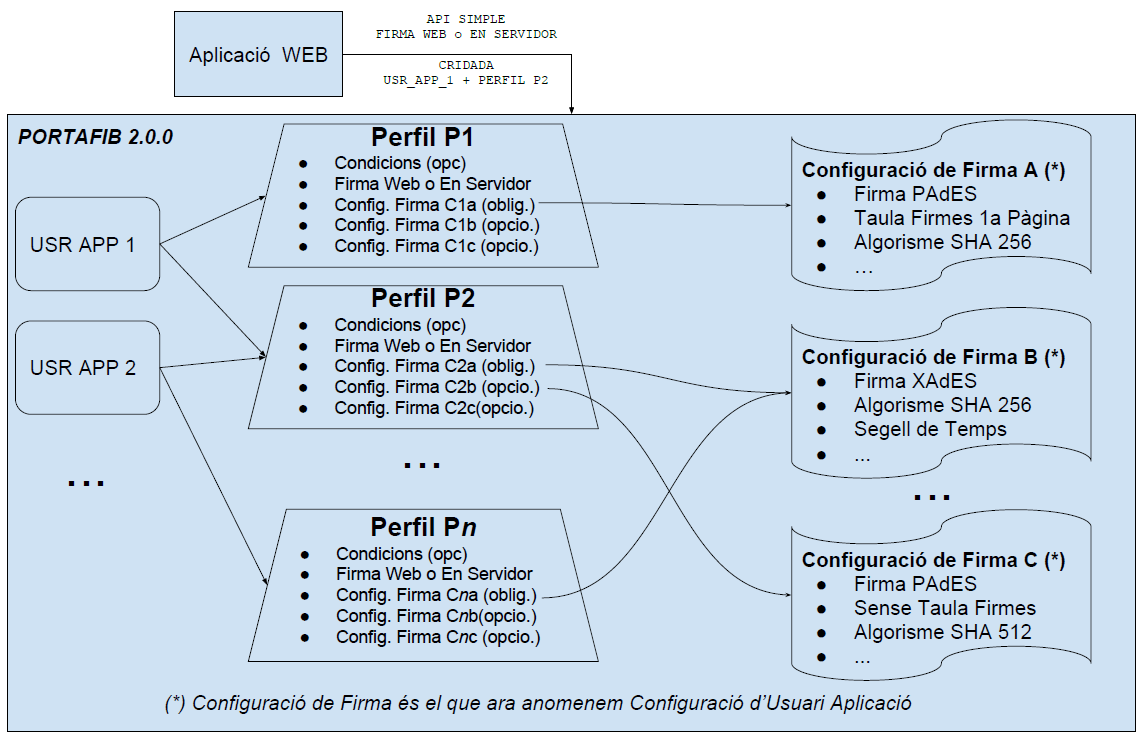 Aplicació WEB
API SIMPLE
FIRMA WEB o EN SERVIDOR
CRIDADA
USR_APP_1 + PERFIL P2
PORTAFIB 2.0.0
USR APP 1
USR APP 2
...
Perfil P1
● Condicions (opc)
● Firma Web o En Servidor
● Config. Firma C1a (oblig.)
● Config. Firma C1b (opcio.)
● Config. Firma C1c (opcio.)
Perfil P2
● Condicions (opc)
● Firma Web o En Servidor
● Config. Firma C2a (oblig.)
● Config. Firma C2b (opcio.)
● Config. Firma C2c(opcio.)
...
Perfil Pn
● Condicions (opc)
● Firma Web o En Servidor
● Config. Firma Cna (oblig.)
● Config. Firma Cnb(opcio.)
● Config. Firma Cnc (opcio.)
Configuració de Firma A (*)
● Firma PAdES
● Taula Firmes 1a Pàgina
● Algorisme SHA 256
● ...
Configuració de Firma B (*)
● Firma XAdES
● Algorisme SHA 256
● Segell de Temps
● ...
...
Configuració de Firma C (*)
● Firma PAdES
● Sense Taula Firmes
● Algorisme SHA 512
● ...
(*) Configuració de Firma és el que ara anomenem Configuració d'Usuari Aplicació